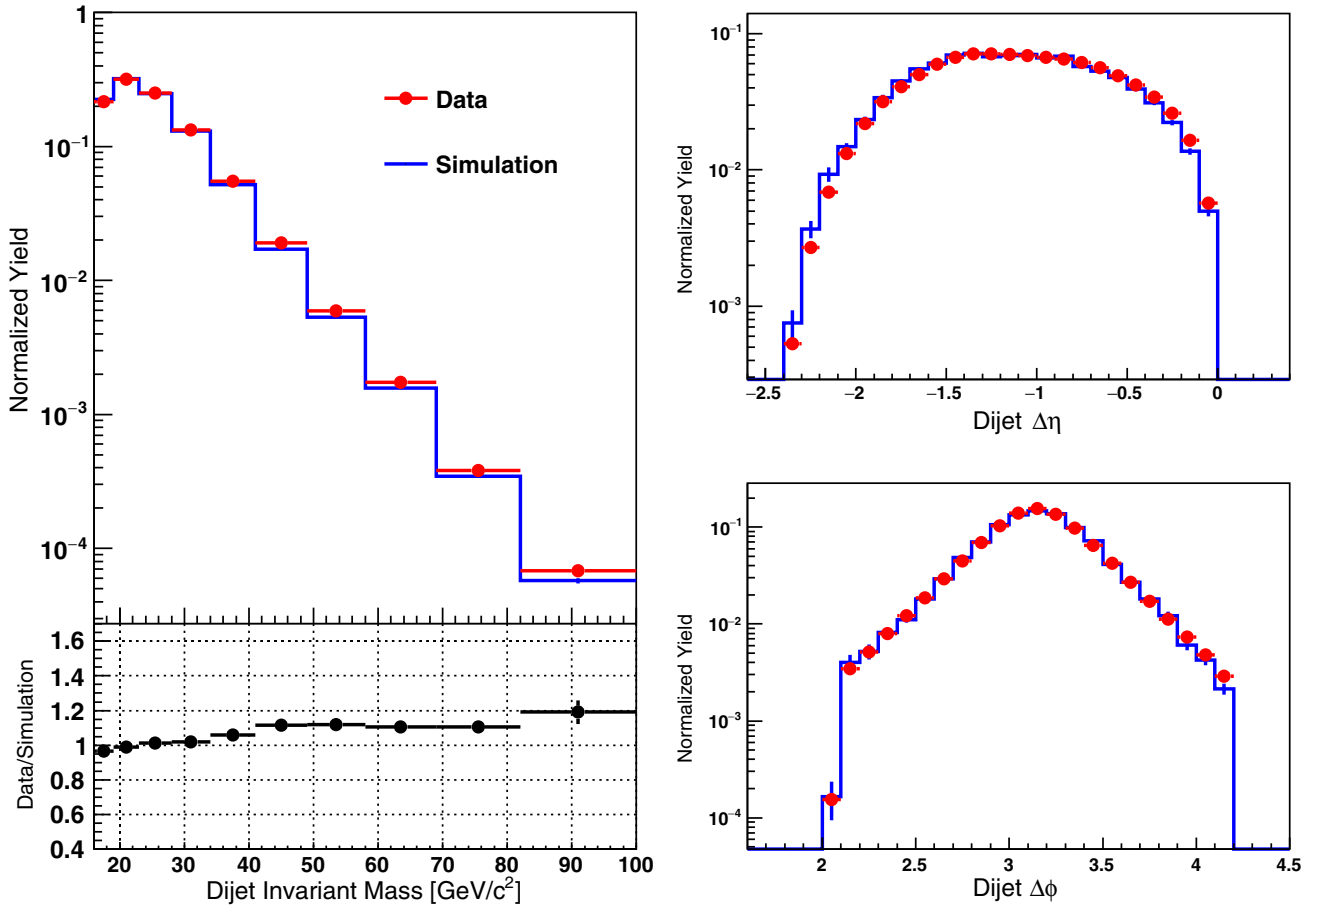 1
10⁻¹
10⁻²
10⁻³
10⁻⁴
Normalized Yield
Data
Simulation
1.6
1.4
1.2
1
0.8
0.6
0.4
Data/Simulation
20 30 40 50 60 70 80 90 100
Dijet Invariant Mass [GeV/c²]
10⁻¹
10⁻²
10⁻³
Normalized Yield
−2.5 −2 −1.5 −1 −0.5 0
Dijet Δη
10⁻¹
10⁻²
10⁻³
10⁻⁴
Normalized Yield
2 2.5 3 3.5 4 4.5
Dijet Δϕ